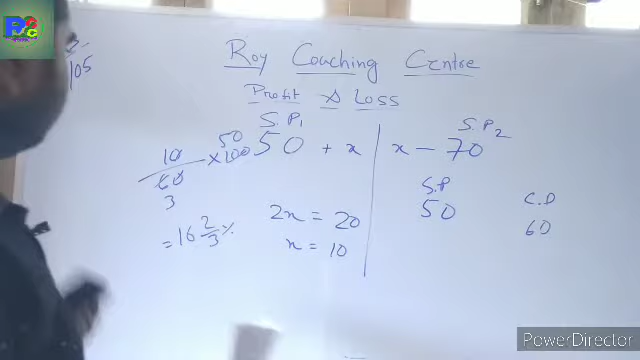 105
Roy Coaching Centre
Profit & Loss
S.P1
50 + x
x - 70
S.P2
10/60 x 100
50
3
= 16 2/3 %
2x = 20
x = 10
S.P
50
C.P
60
PowerDirector